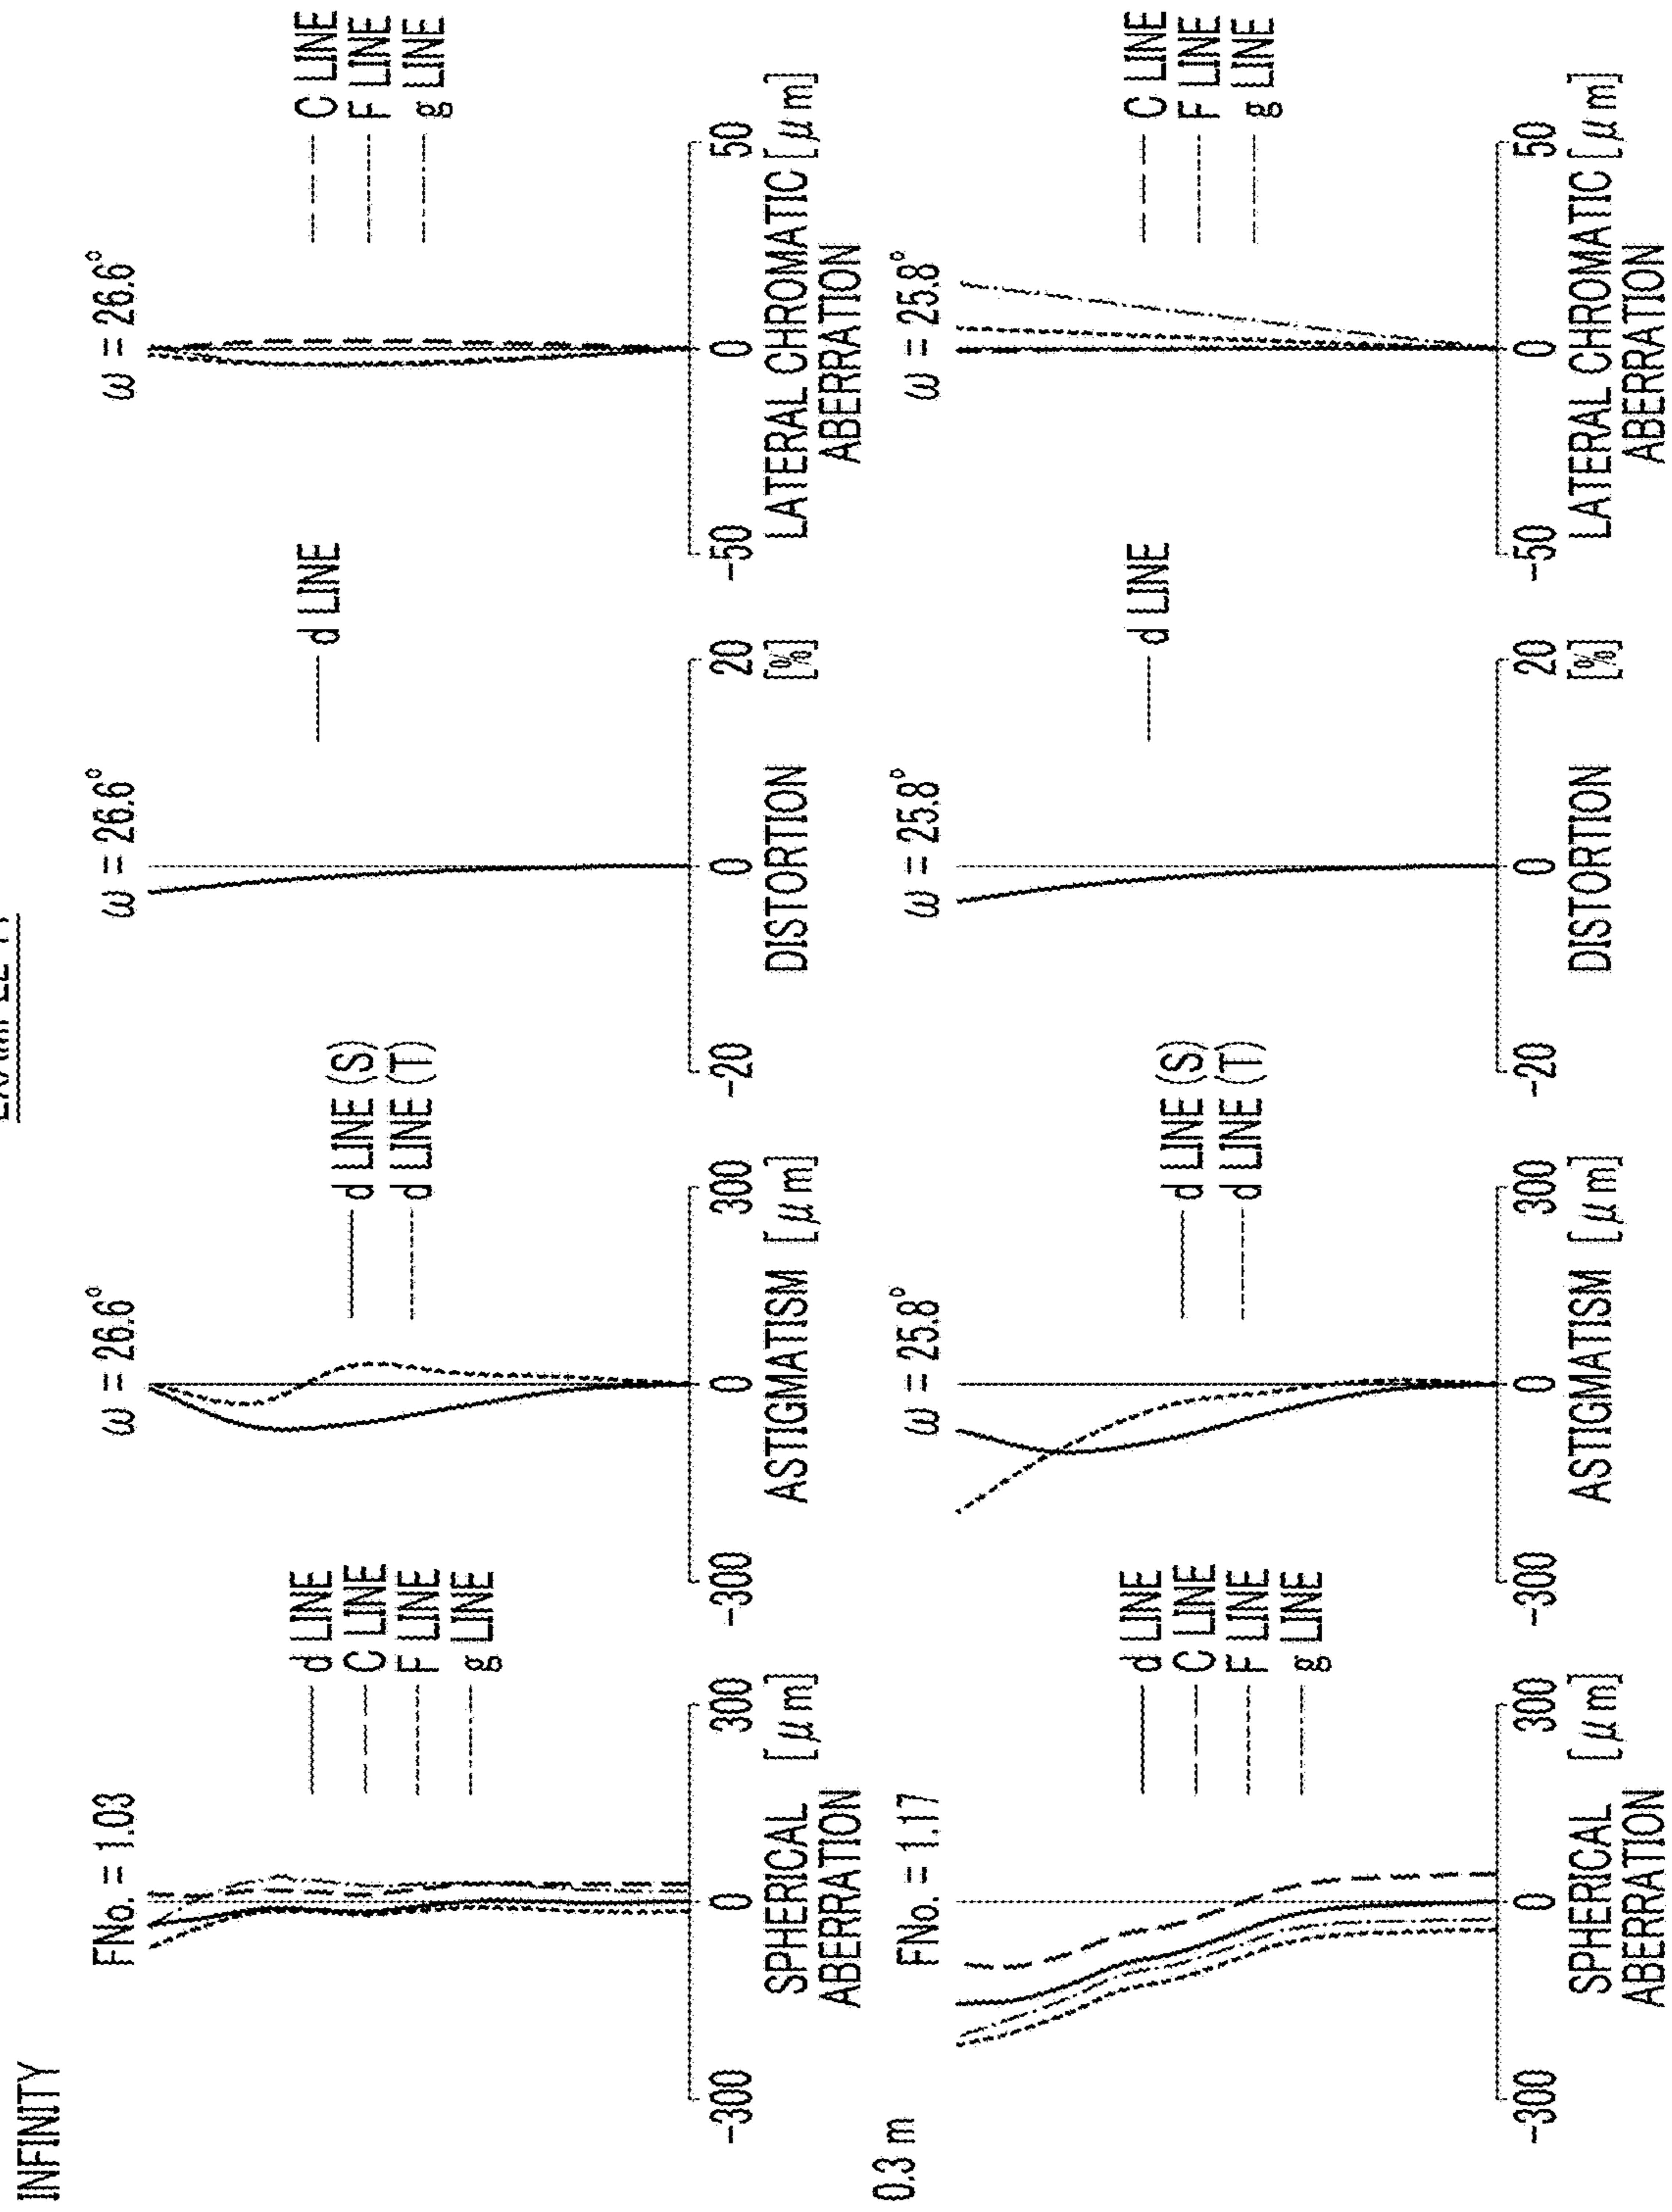 INFINITY
FNo. = 1.03
d LINE
C LINE
F LINE
g LINE
-300
0
300
SPHERICAL [μm]
ABERRATION
ω = 26.6°
d LINE (S)
d LINE (T)
-300
0
300
ASTIGMATISM [μm]
ω = 26.6°
d LINE
-20
0
20
DISTORTION [%]
ω = 26.6°
C LINE
F LINE
g LINE
-50
0
50
LATERAL CHROMATIC [μm]
ABERRATION
0.3 m
FNo. = 1.17
d LINE
C LINE
F LINE
g LINE
-300
0
300
SPHERICAL [μm]
ABERRATION
ω = 25.8°
d LINE (S)
d LINE (T)
-300
0
300
ASTIGMATISM [μm]
ω = 25.8°
d LINE
-20
0
20
DISTORTION [%]
ω = 25.8°
C LINE
F LINE
g LINE
-50
0
50
LATERAL CHROMATIC [μm]
ABERRATION